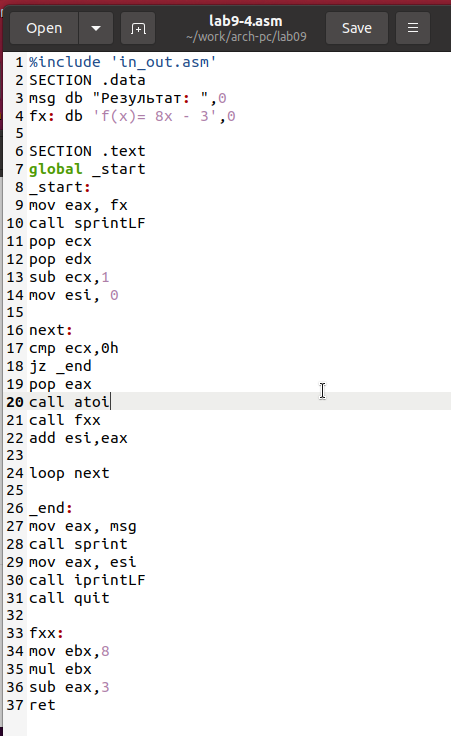 Open
lab9-4.asm
~/work/arch-pc/lab09
Save
1 %include 'in_out.asm'
2 SECTION .data
3 msg db "Результат: ",0
4 fx: db 'f(x)= 8x - 3',0
5
6 SECTION .text
7 global _start
8 _start:
9 mov eax, fx
10 call sprintLF
11 pop ecx
12 pop edx
13 sub ecx,1
14 mov esi, 0
15
16 next:
17 cmp ecx,0h
18 jz _end
19 pop eax
20 call atoi
21 call fxx
22 add esi,eax
23
24 loop next
25
26 _end:
27 mov eax, msg
28 call sprint
29 mov eax, esi
30 call iprintLF
31 call quit
32
33 fxx:
34 mov ebx,8
35 mul ebx
36 sub eax,3
37 ret